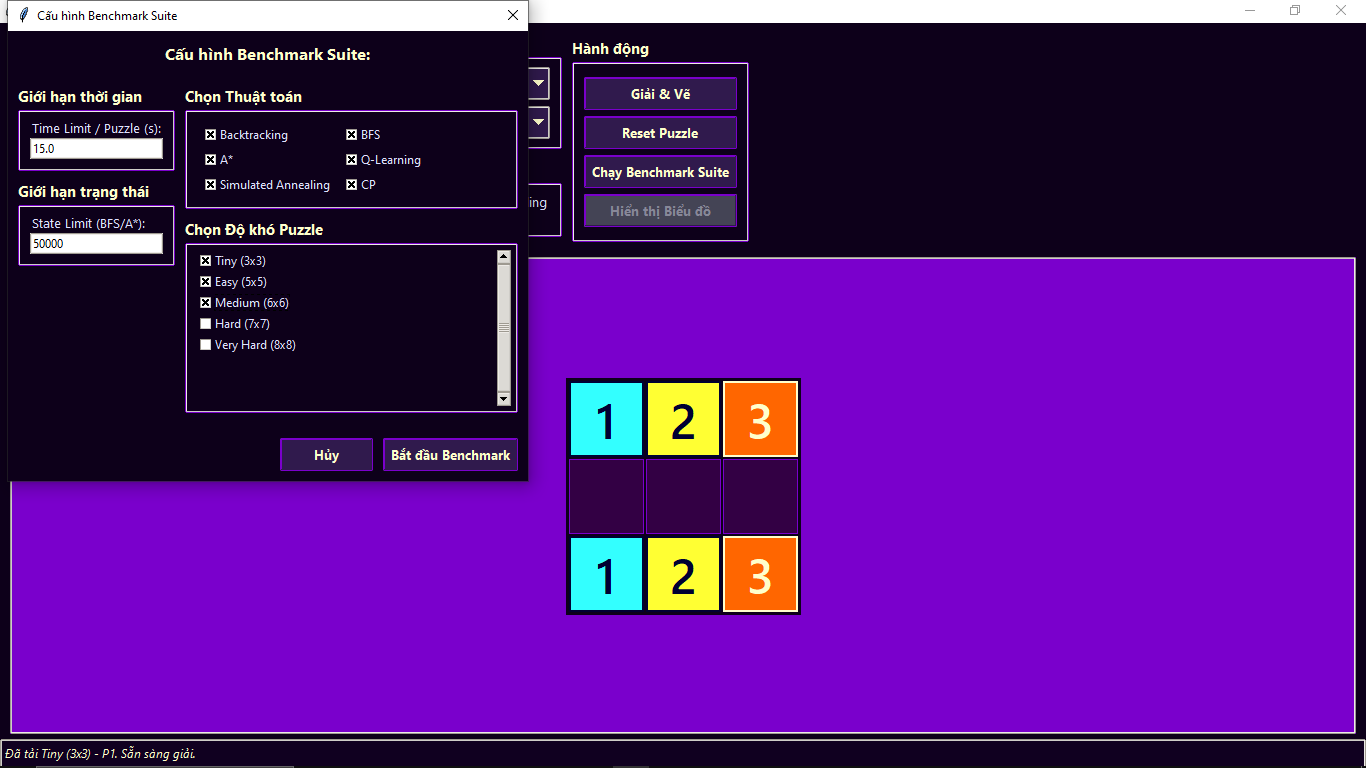 Cấu hình Benchmark Suite
Cấu hình Benchmark Suite:
Giới hạn thời gian
Time Limit / Puzzle (s):
15.0
Giới hạn trạng thái
State Limit (BFS/A*):
50000
Chọn Thuật toán
Backtracking
BFS
A*
Q-Learning
Simulated Annealing
CP
Chọn Độ khó Puzzle
Tiny (3x3)
Easy (5x5)
Medium (6x6)
Hard (7x7)
Very Hard (8x8)
Hủy
Bắt đầu Benchmark
ing
Hành động
Giải & Vẽ
Reset Puzzle
Chạy Benchmark Suite
Hiển thị Biểu đồ
1 2 3
1 2 3
Đã tải Tiny (3x3) - P1. Sẵn sàng giải.